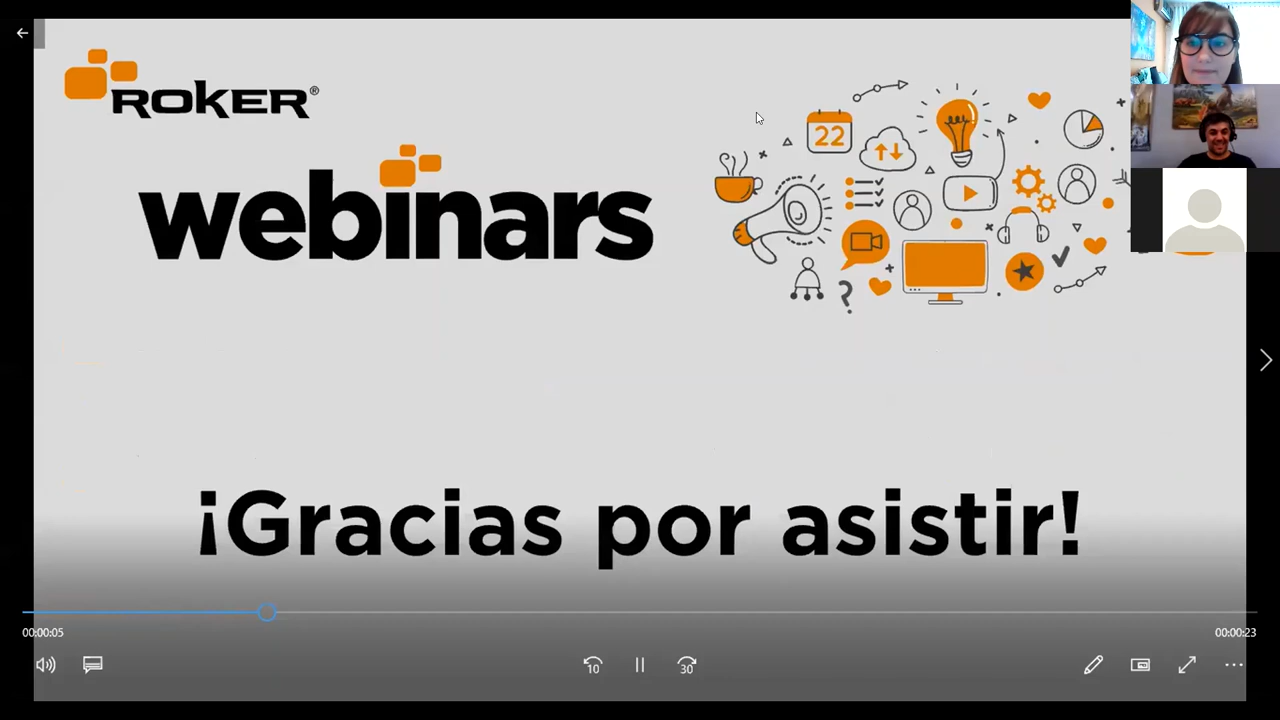 ROKER®
webinars
22
?
¡Gracias por asistir!
00:00:05
00:00:23
10
30